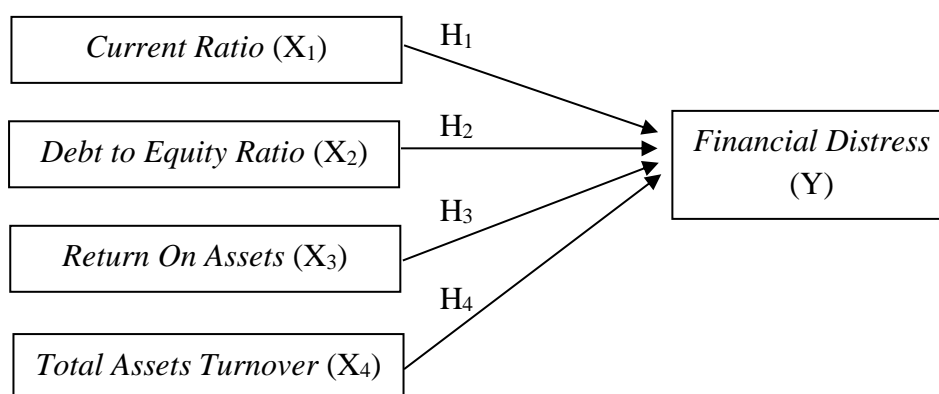 Current Ratio (X₁)
H₁
Debt to Equity Ratio (X₂)
H₂
Return On Assets (X₃)
H₃
Total Assets Turnover (X₄)
H₄
Financial Distress
(Y)